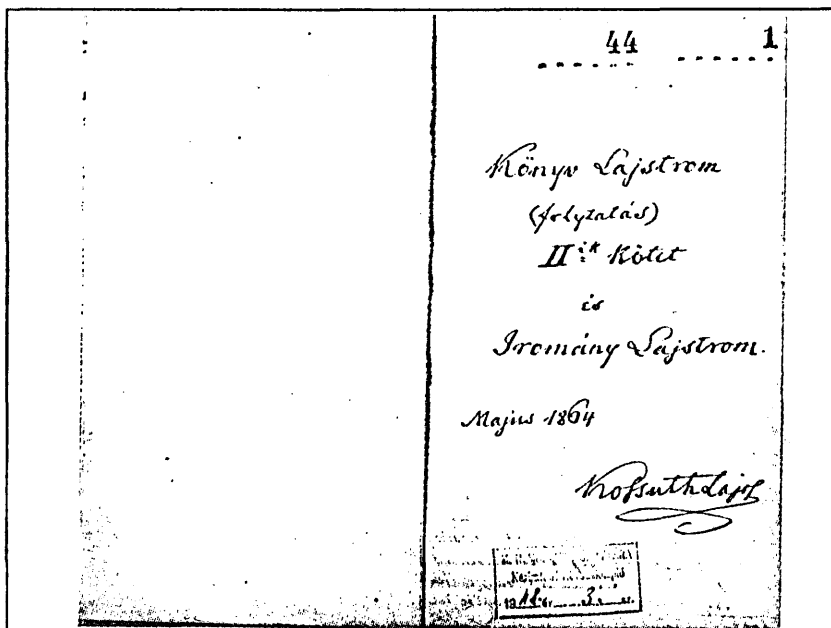 44 1
Könyv Lajstrom
(folytatás)
II ik Kötet
és
Iromány Lajstrom.
Majus 1864
Kossuth Lajos